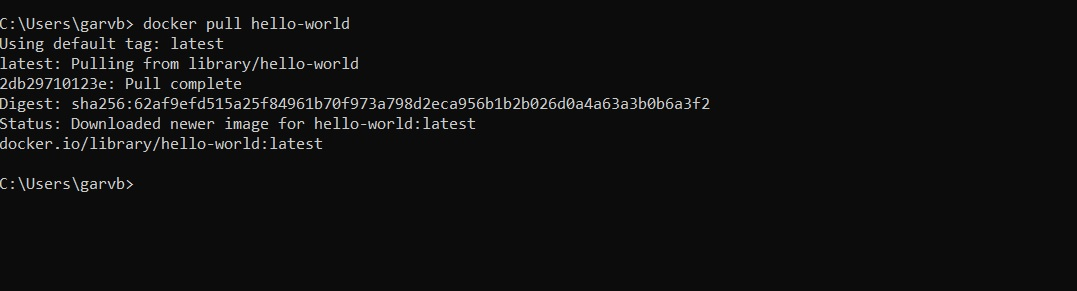 C:\Users\garvb> docker pull hello-world
Using default tag: latest
latest: Pulling from library/hello-world
2db29710123e: Pull complete
Digest: sha256:62af9efd515a25f84961b70f973a798d2eca956b1b2b026d0a4a63a3b0b6a3f2
Status: Downloaded newer image for hello-world:latest
docker.io/library/hello-world:latest
C:\Users\garvb>